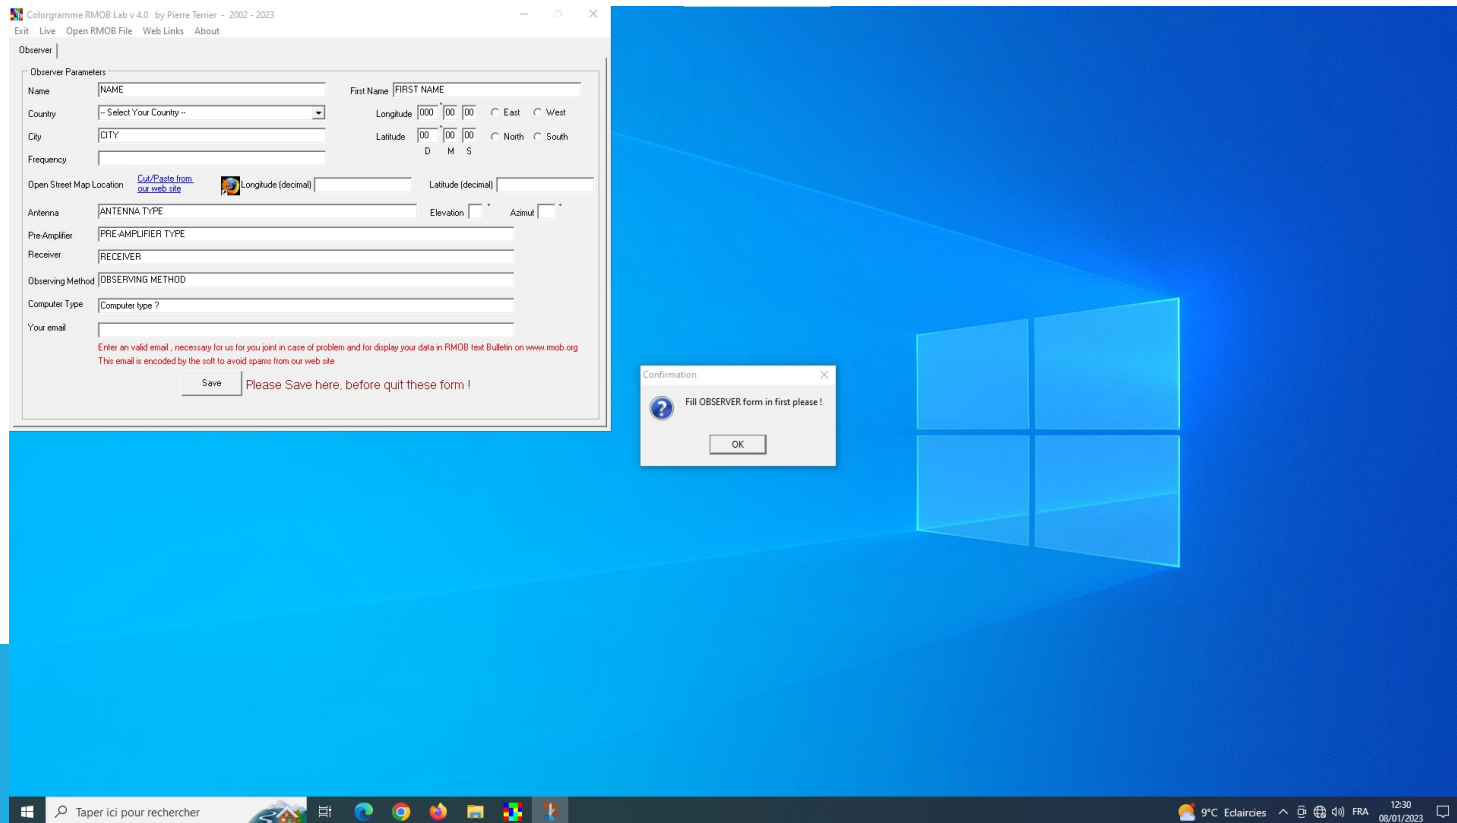 Colorgramme RMOB Lab v 4.0 by Pierre Terrier - 2002 - 2023
Exit Live Open RMOB File Web Links About
Observer
Observer Parameters
Name NAME First Name FIRST NAME
Country -- Select Your Country -- Longitude 000 ° 00 00 East West
City CITY Latitude 00 ° 00 00 North South
D M S
Frequency
Open Street Map Location Cut/Paste from our web site Longitude (decimal) Latitude (decimal)
Antenna ANTENNA TYPE Elevation ° Azimut °
Pre-Amplifier PRE-AMPLIFIER TYPE
Receiver RECEIVER
Observing Method OBSERVING METHOD
Computer Type Computer type ?
Your email
Enter an valid email , necessary for us for you joint in case of problem and for display your data in RMOB text Bulletin on www.rmob.org
This email is encoded by the soft to avoid spams from our web site
Save Please Save here, before quit these form !
Confirmation
Fill OBSERVER form in first please !
OK
Taper ici pour rechercher 9°C Eclaircies FRA 12:30
08/01/2023